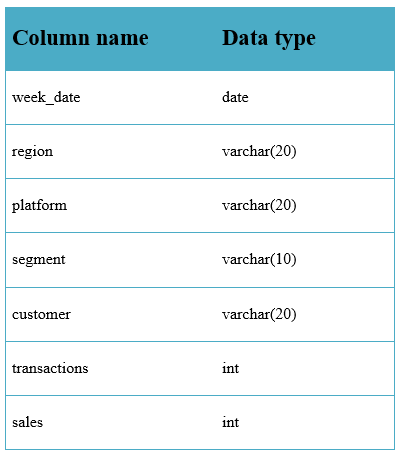 Column name Data type
week_date date
region varchar(20)
platform varchar(20)
segment varchar(10)
customer varchar(20)
transactions int
sales int